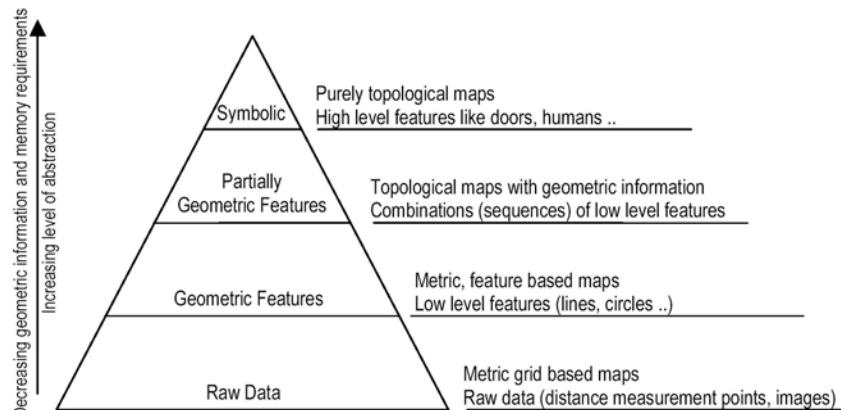 Decreasing geometric information and memory requirements
Increasing level of abstraction
Symbolic
Purely topological maps
High level features like doors, humans ..
Partially
Geometric Features
Topological maps with geometric information
Combinations (sequences) of low level features
Geometric Features
Metric, feature based maps
Low level features (lines, circles ..)
Raw Data
Metric grid based maps
Raw data (distance measurement points, images)